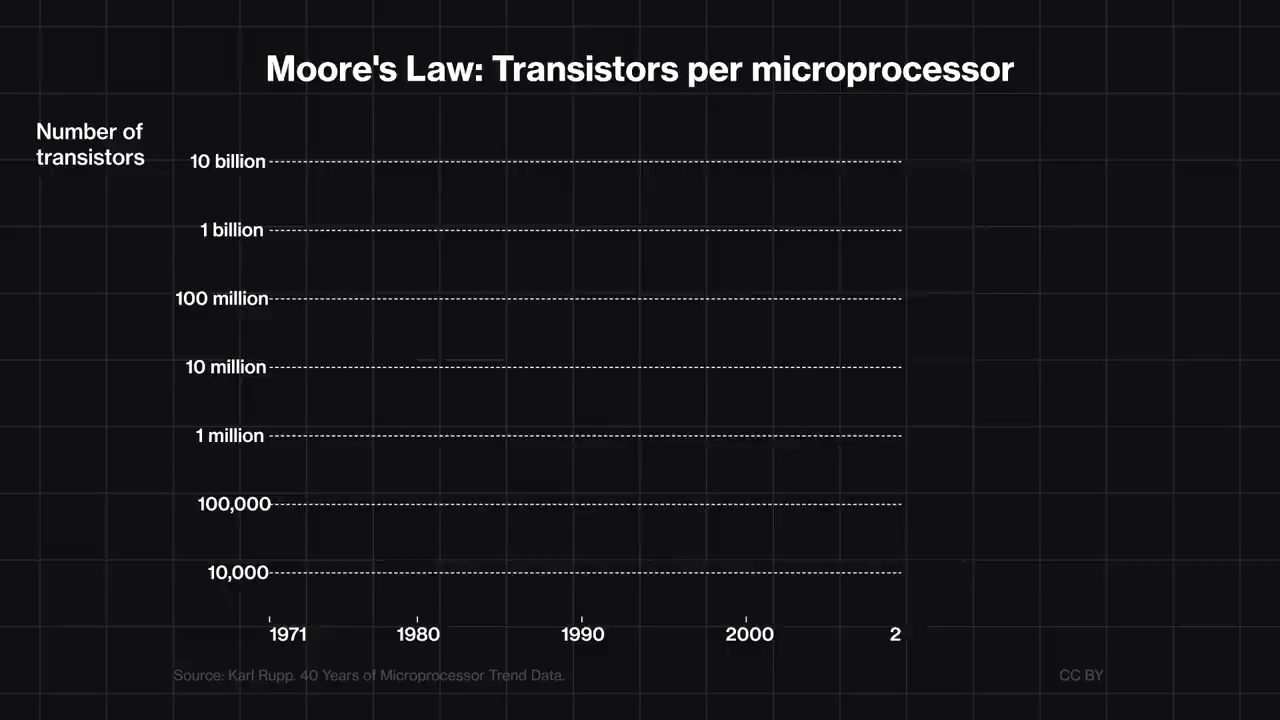 Moore's Law: Transistors per microprocessor
Number of
transistors
10 billion
1 billion
100 million
10 million
1 million
100,000
10,000
1971 1980 1990 2000 2
Source: Karl Rupp. 40 Years of Microprocessor Trend Data. CC BY